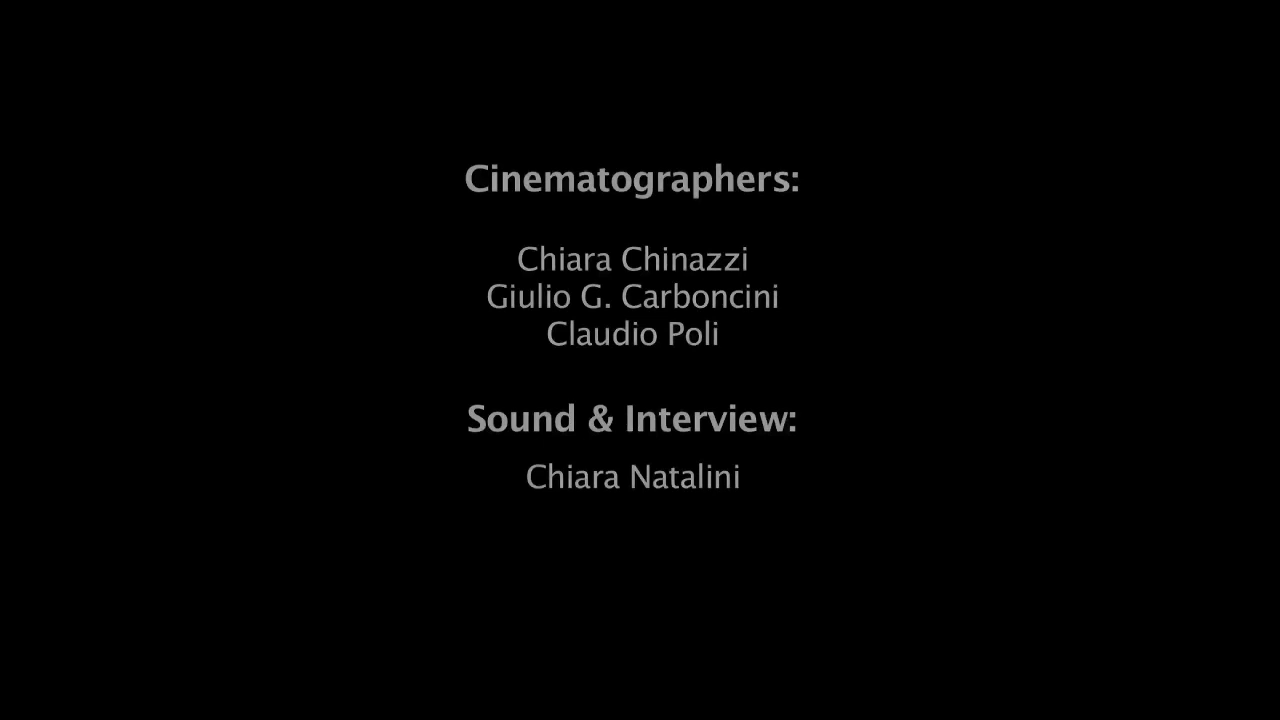 Cinematographers:
Chiara Chinazzi
Giulio G. Carboncini
Claudio Poli
Sound & Interview:
Chiara Natalini